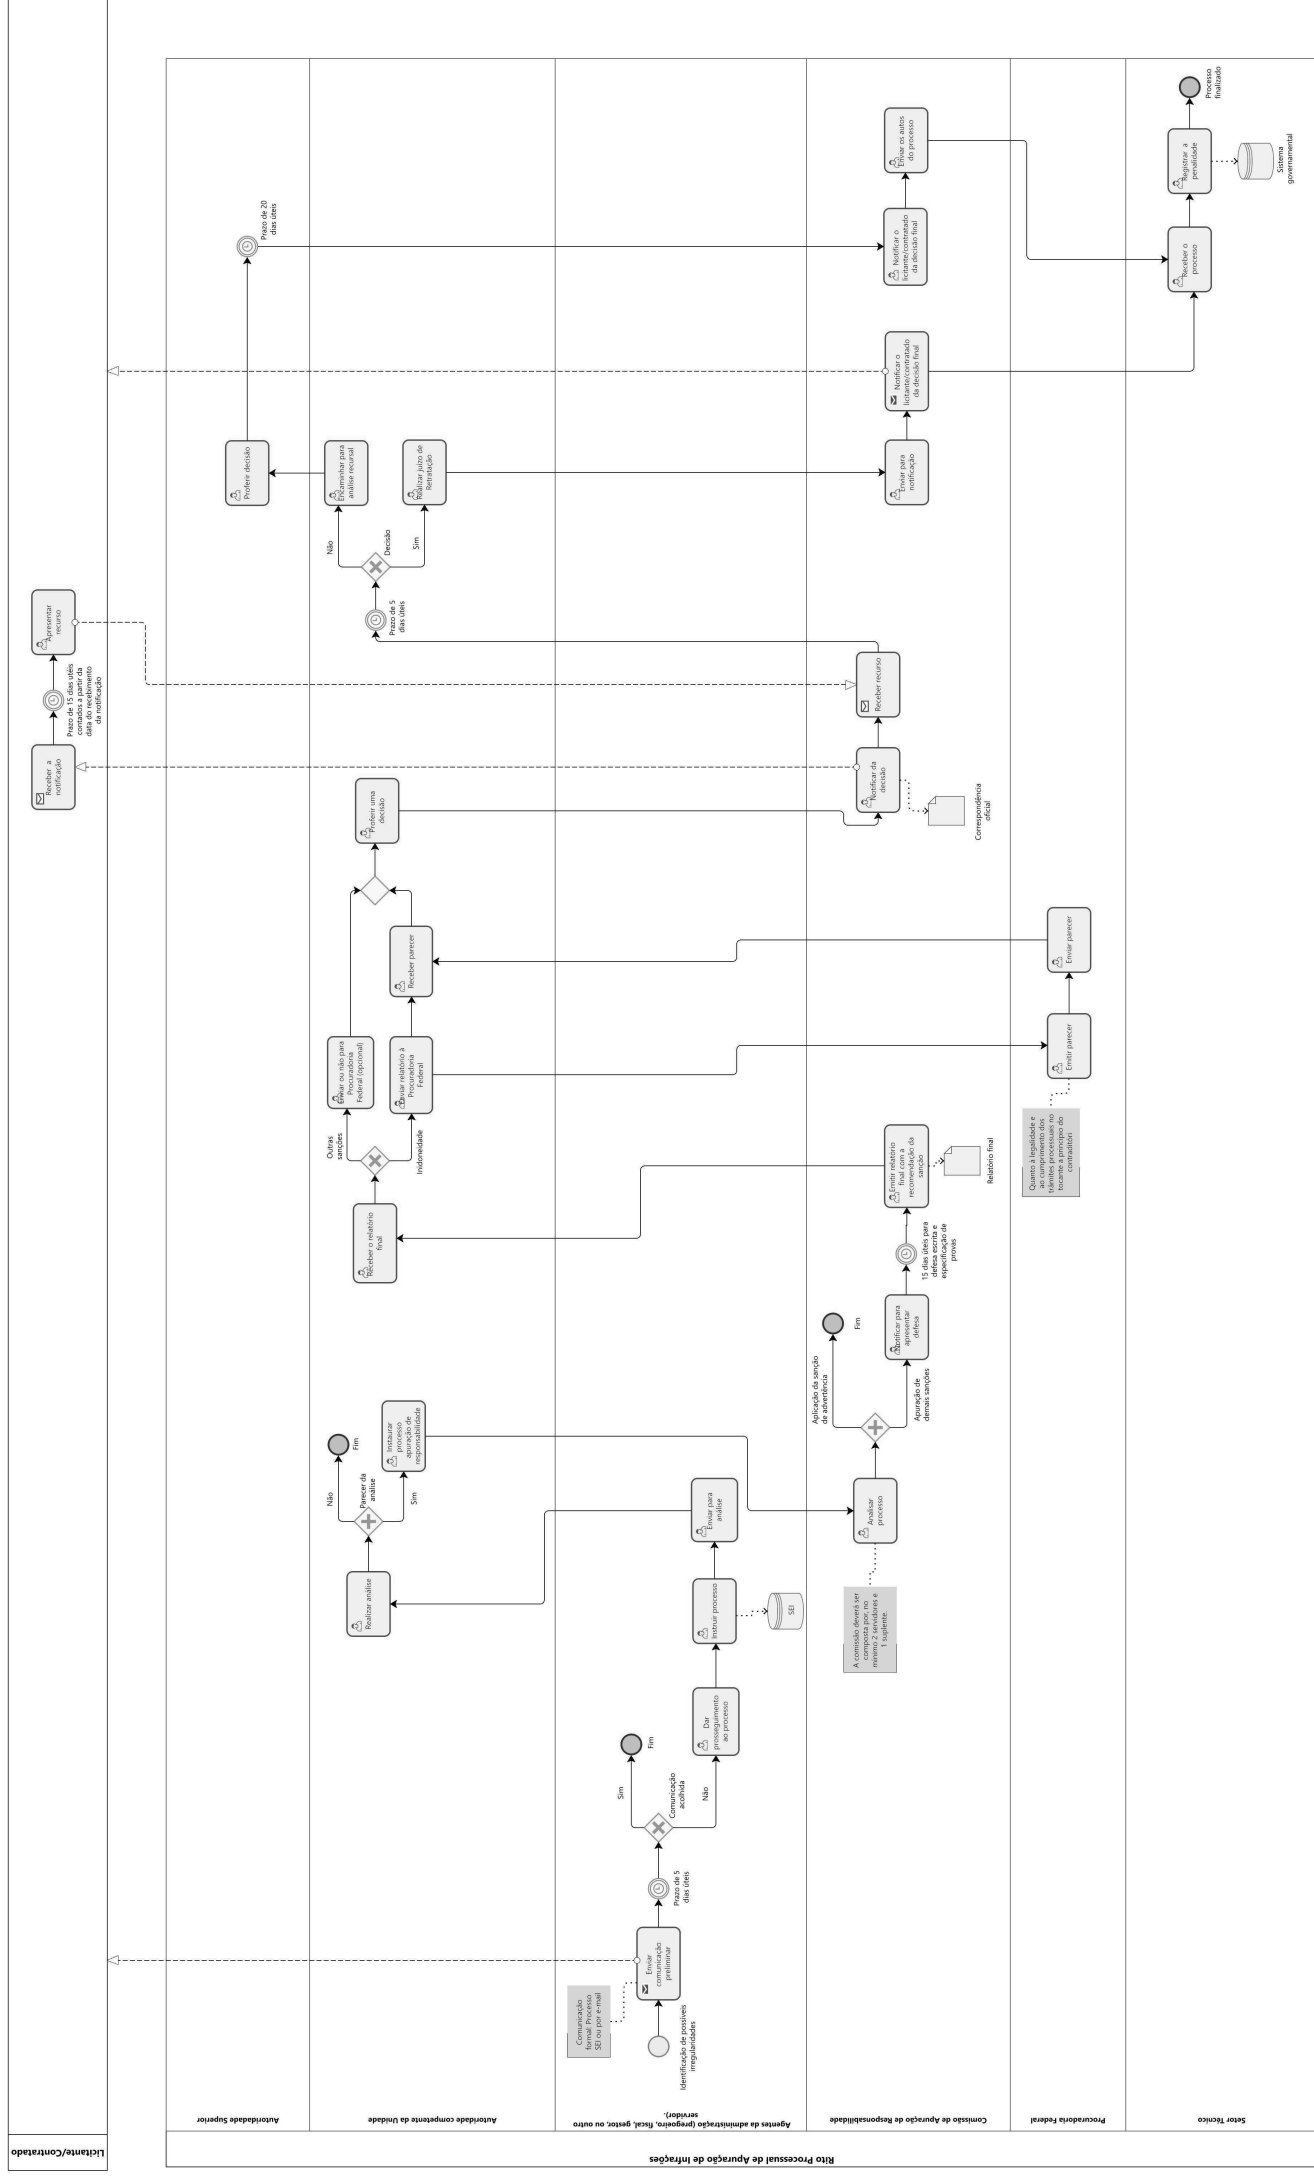 Licitante/Contratado
Receber a
notificação
Prazo de 15 dias utéis
contados a partir da
data do recebimento
da notificação
Apresentar
recurso
Rito Processual de Apuração de Infrações
Autoridade Superior
Proferir decisão
Prazo de 20
dias úteis
Autoridade competente da Unidade
Realizar análise
Parecer da
análise
Não
Fim
Sim
Instaurar
processo
apuração de
responsabilidade
Receber o relatório
final
Outras
sanções
Inidoneidade
Enviar ou não para
Procuradoria
Federal (opcional)
Enviar relatório à
Procuradoria
Federal
Receber parecer
Proferir uma
decisão
Prazo de 5
dias úteis
Decisão
Não
Sim
Encaminhar para
análise recursal
Realizar juízo de
Retratação
Agentes da administração (pregoeiro, fiscal, gestor, ou outro
servidor).
Comunicação
formal: Processo
SEI ou por e-mail
Identificação de possíveis
irregularidades
Enviar
comunicação
preliminar
Prazo de 5
dias úteis
Comunicação
acolhida
Sim
Fim
Não
Dar
prosseguimento
ao processo
Instruir processo
SEI
Enviar para
análise
Comissão de Apuração de Responsabilidade
A comissão deverá ser
composta por, no
mínimo 2 servidores e
1 suplente.
Analisar
processo
Aplicação da sanção
de advertência
Fim
Apuração de
demais sanções
Notificar para
apresentar
defesa
15 dias úteis para
defesa escrita e
especificação de
provas
Emitir relatório
final com a
recomendação da
sanção
Relatório final
Notificar da
decisão
Correspondência
oficial
Receber recurso
Enviar para
notificação
Notificar o
licitante/contratado
da decisão final
Notificar o
licitante/contratado
da decisão final
Enviar os autos
do processo
Procuradoria Federal
Quanto à legalidade e
ao cumprimento dos
trâmites processuais no
tocante a princípio do
contraditóri
Emitir parecer
Enviar parecer
Setor Técnico
Receber o
processo
Registrar a
penalidade
Sistema
governamental
Processo
finalizado